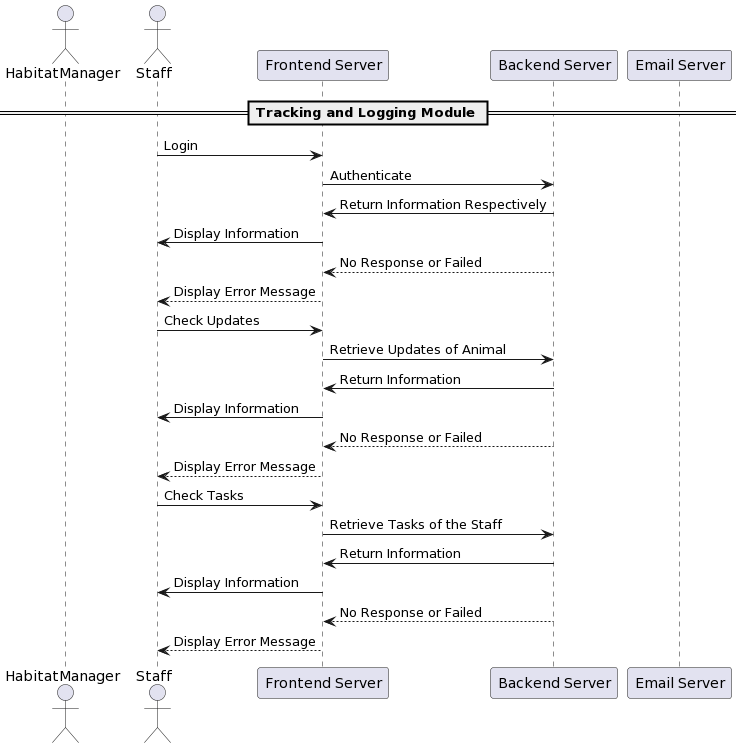 HabitatManager Staff Frontend Server Backend Server Email Server
Tracking and Logging Module
Login
Authenticate
Return Information Respectively
Display Information
No Response or Failed
Display Error Message
Check Updates
Retrieve Updates of Animal
Return Information
Display Information
No Response or Failed
Display Error Message
Check Tasks
Retrieve Tasks of the Staff
Return Information
Display Information
No Response or Failed
Display Error Message
HabitatManager Staff Frontend Server Backend Server Email Server